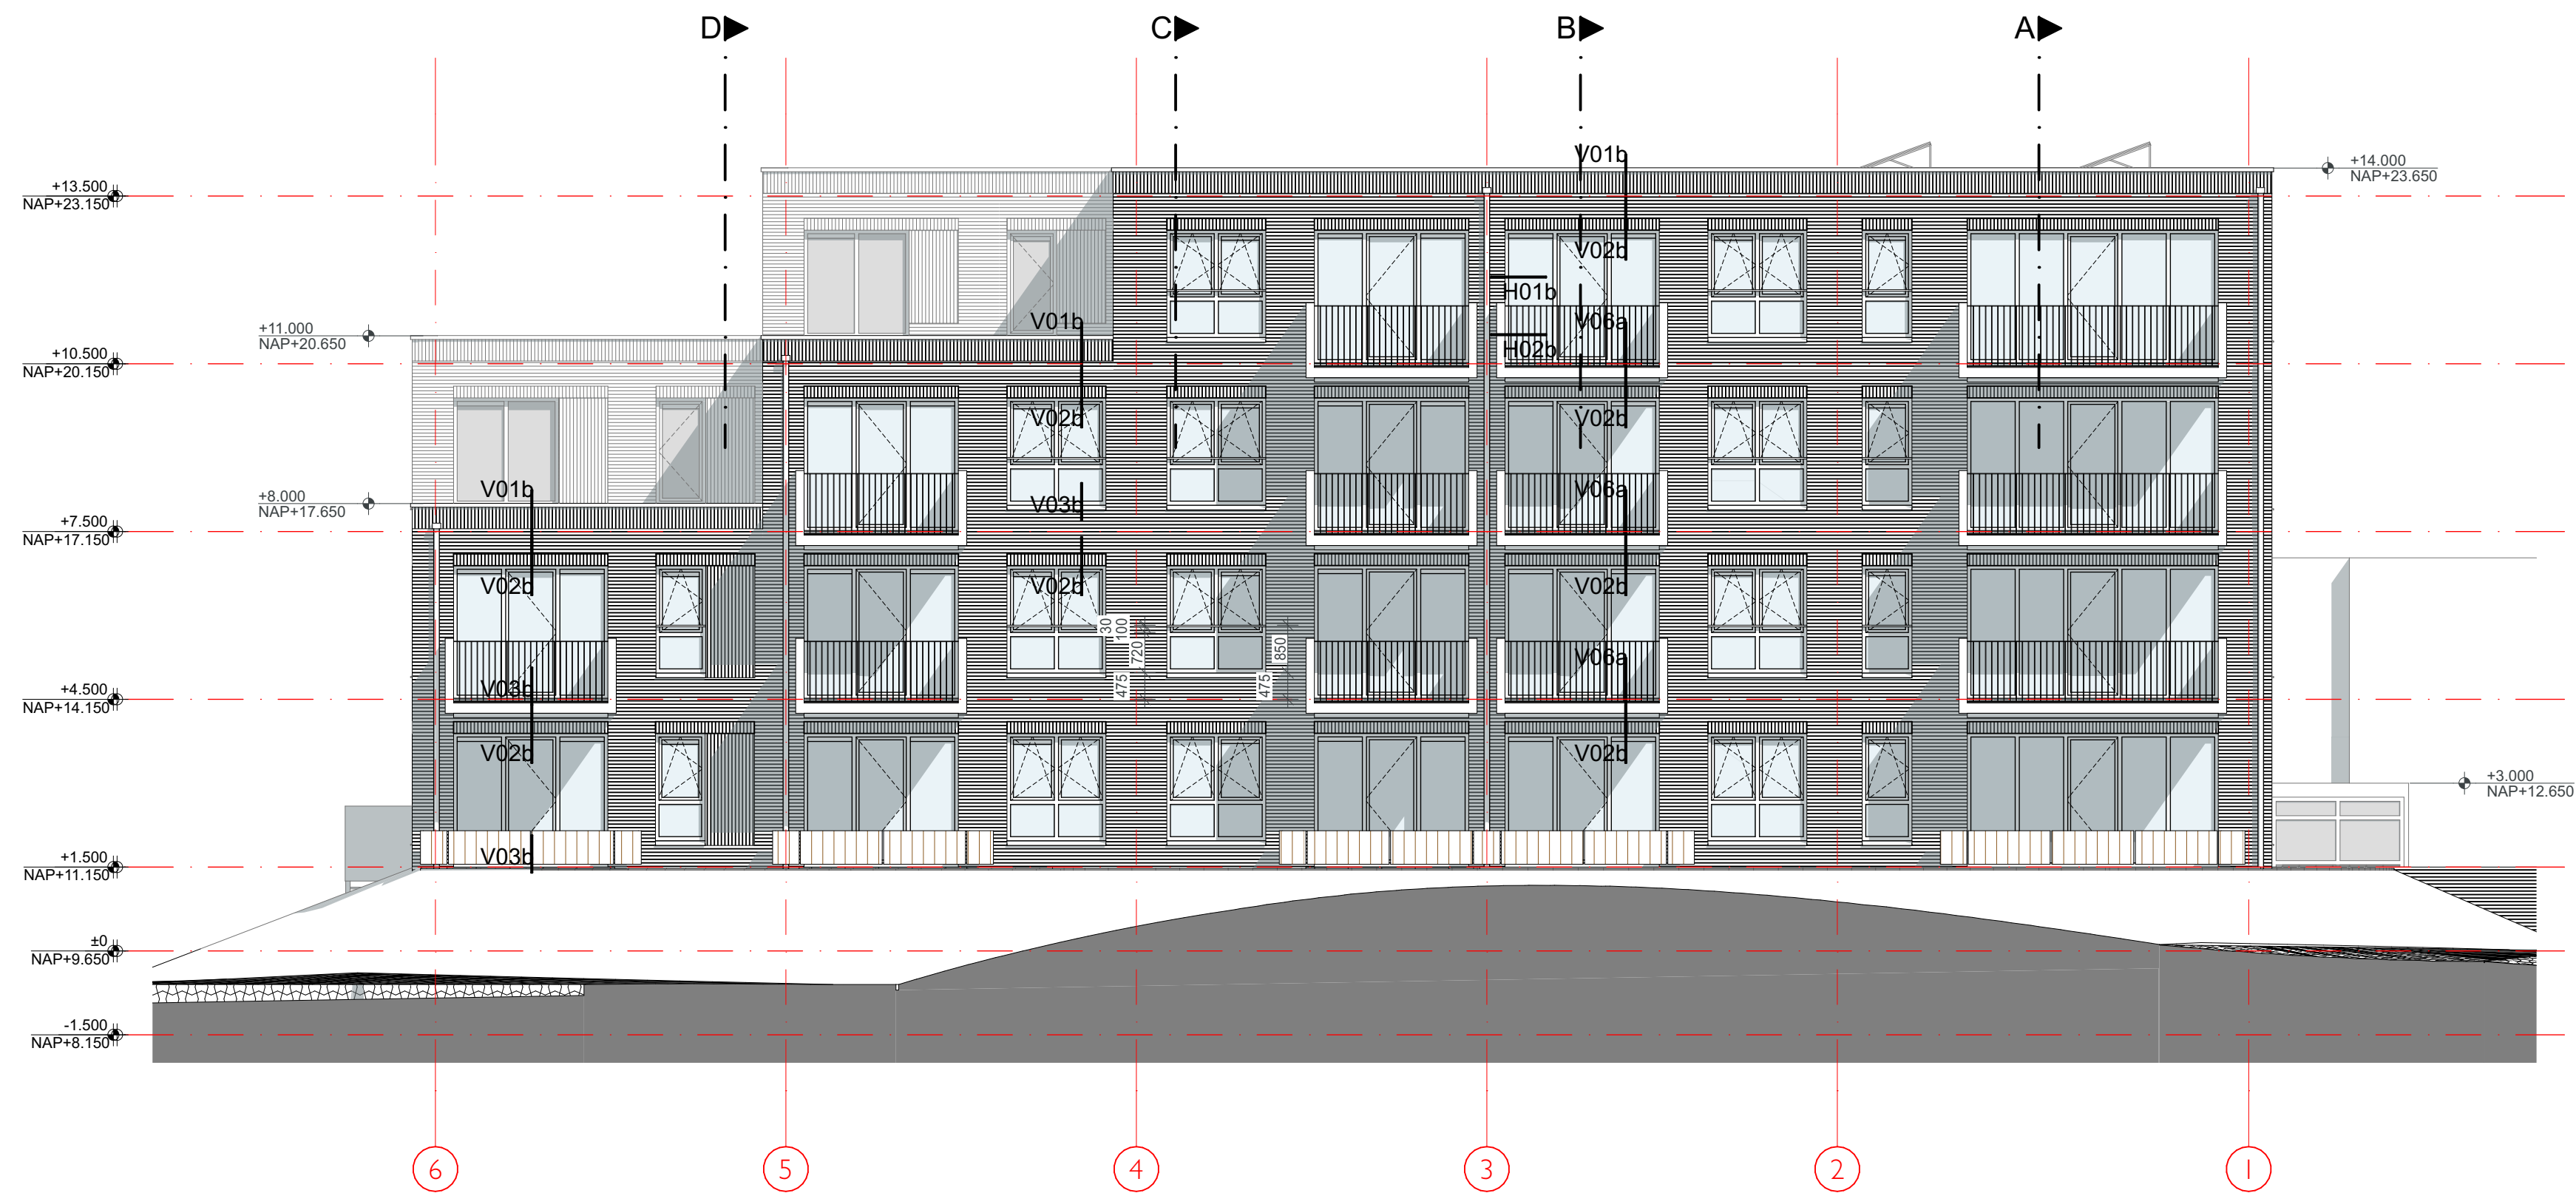 D
C
B
A
V01b
+14.000
NAP+23.650
+13.500
NAP+23.150
V02b
H01b
V01b
V06a
+11.000
NAP+20.650
H02b
+10.500
NAP+20.150
V02b
V02b
V01b
V03b
V06a
+8.000
NAP+17.650
+7.500
NAP+17.150
V02b
V02b
V02b
30
100
720
475
850
475
V06a
V03b
+4.500
NAP+14.150
V02b
V02b
+3.000
NAP+12.650
V03b
+1.500
NAP+11.150
±0
NAP+9.650
-1.500
NAP+8.150
6
5
4
3
2
1